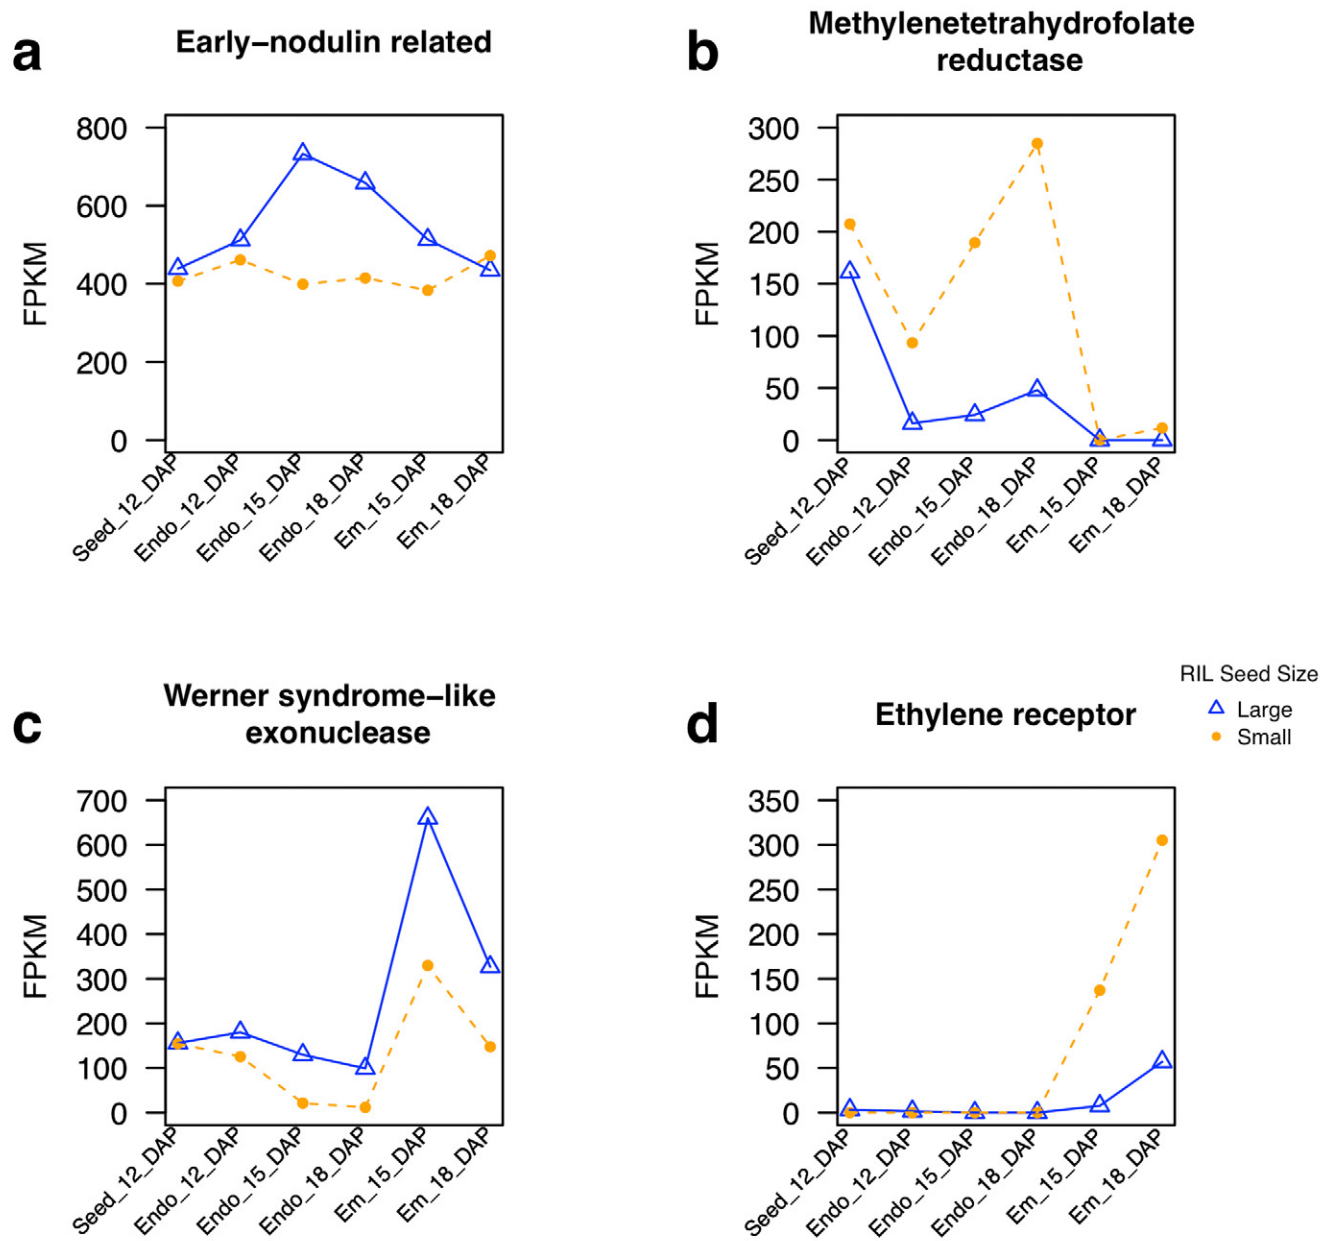 a
Early–nodulin related
FPKM
800
600
400
200
0
Seed_12_DAP
Endo_12_DAP
Endo_15_DAP
Endo_18_DAP
Em_15_DAP
Em_18_DAP
b
Methylenetetrahydrofolate
reductase
FPKM
300
250
200
150
100
50
0
Seed_12_DAP
Endo_12_DAP
Endo_15_DAP
Endo_18_DAP
Em_15_DAP
Em_18_DAP
c
Werner syndrome–like
exonuclease
FPKM
700
600
500
400
300
200
100
0
Seed_12_DAP
Endo_12_DAP
Endo_15_DAP
Endo_18_DAP
Em_15_DAP
Em_18_DAP
d
Ethylene receptor
RIL Seed Size
Large
Small
FPKM
350
300
250
200
150
100
50
0
Seed_12_DAP
Endo_12_DAP
Endo_15_DAP
Endo_18_DAP
Em_15_DAP
Em_18_DAP